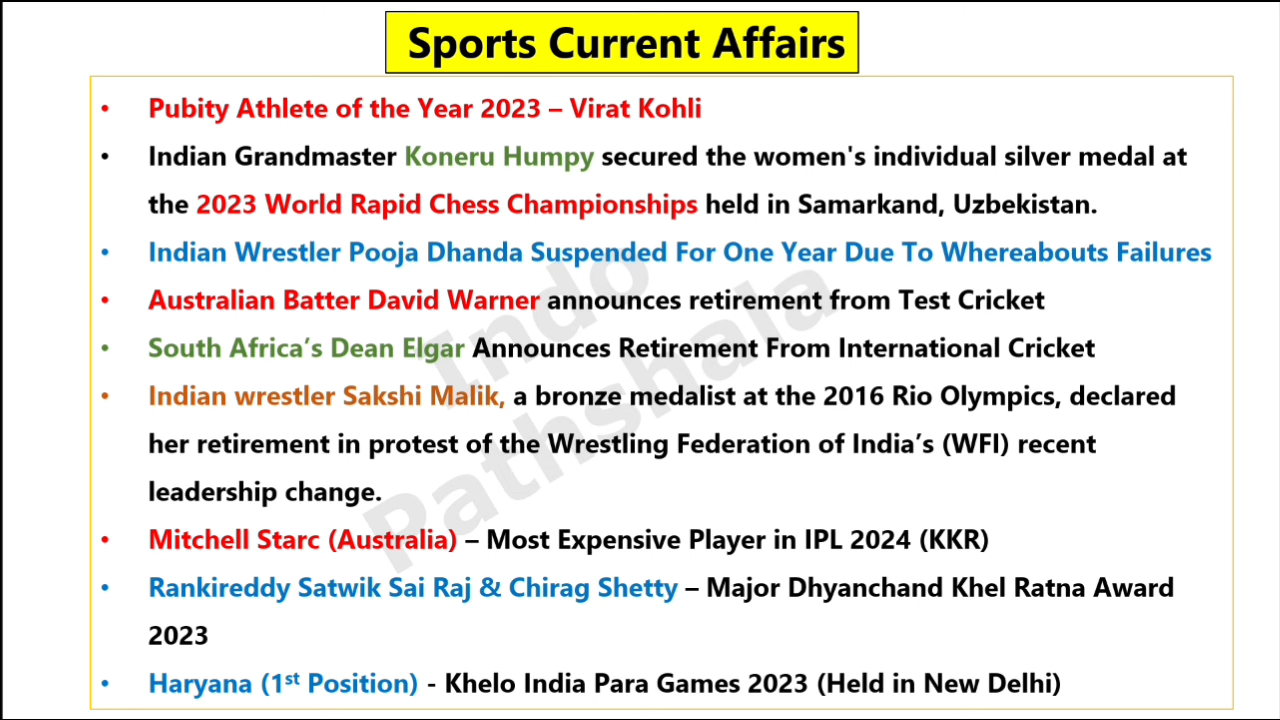 Sports Current Affairs
• Pubity Athlete of the Year 2023 – Virat Kohli
• Indian Grandmaster Koneru Humpy secured the women's individual silver medal at
the 2023 World Rapid Chess Championships held in Samarkand, Uzbekistan.
• Indian Wrestler Pooja Dhanda Suspended For One Year Due To Whereabouts Failures
• Australian Batter David Warner announces retirement from Test Cricket
• South Africa’s Dean Elgar Announces Retirement From International Cricket
• Indian wrestler Sakshi Malik, a bronze medalist at the 2016 Rio Olympics, declared
her retirement in protest of the Wrestling Federation of India’s (WFI) recent
leadership change.
• Mitchell Starc (Australia) – Most Expensive Player in IPL 2024 (KKR)
• Rankireddy Satwik Sai Raj & Chirag Shetty – Major Dhyanchand Khel Ratna Award
2023
• Haryana (1st Position) - Khelo India Para Games 2023 (Held in New Delhi)
Indo
Pathshala